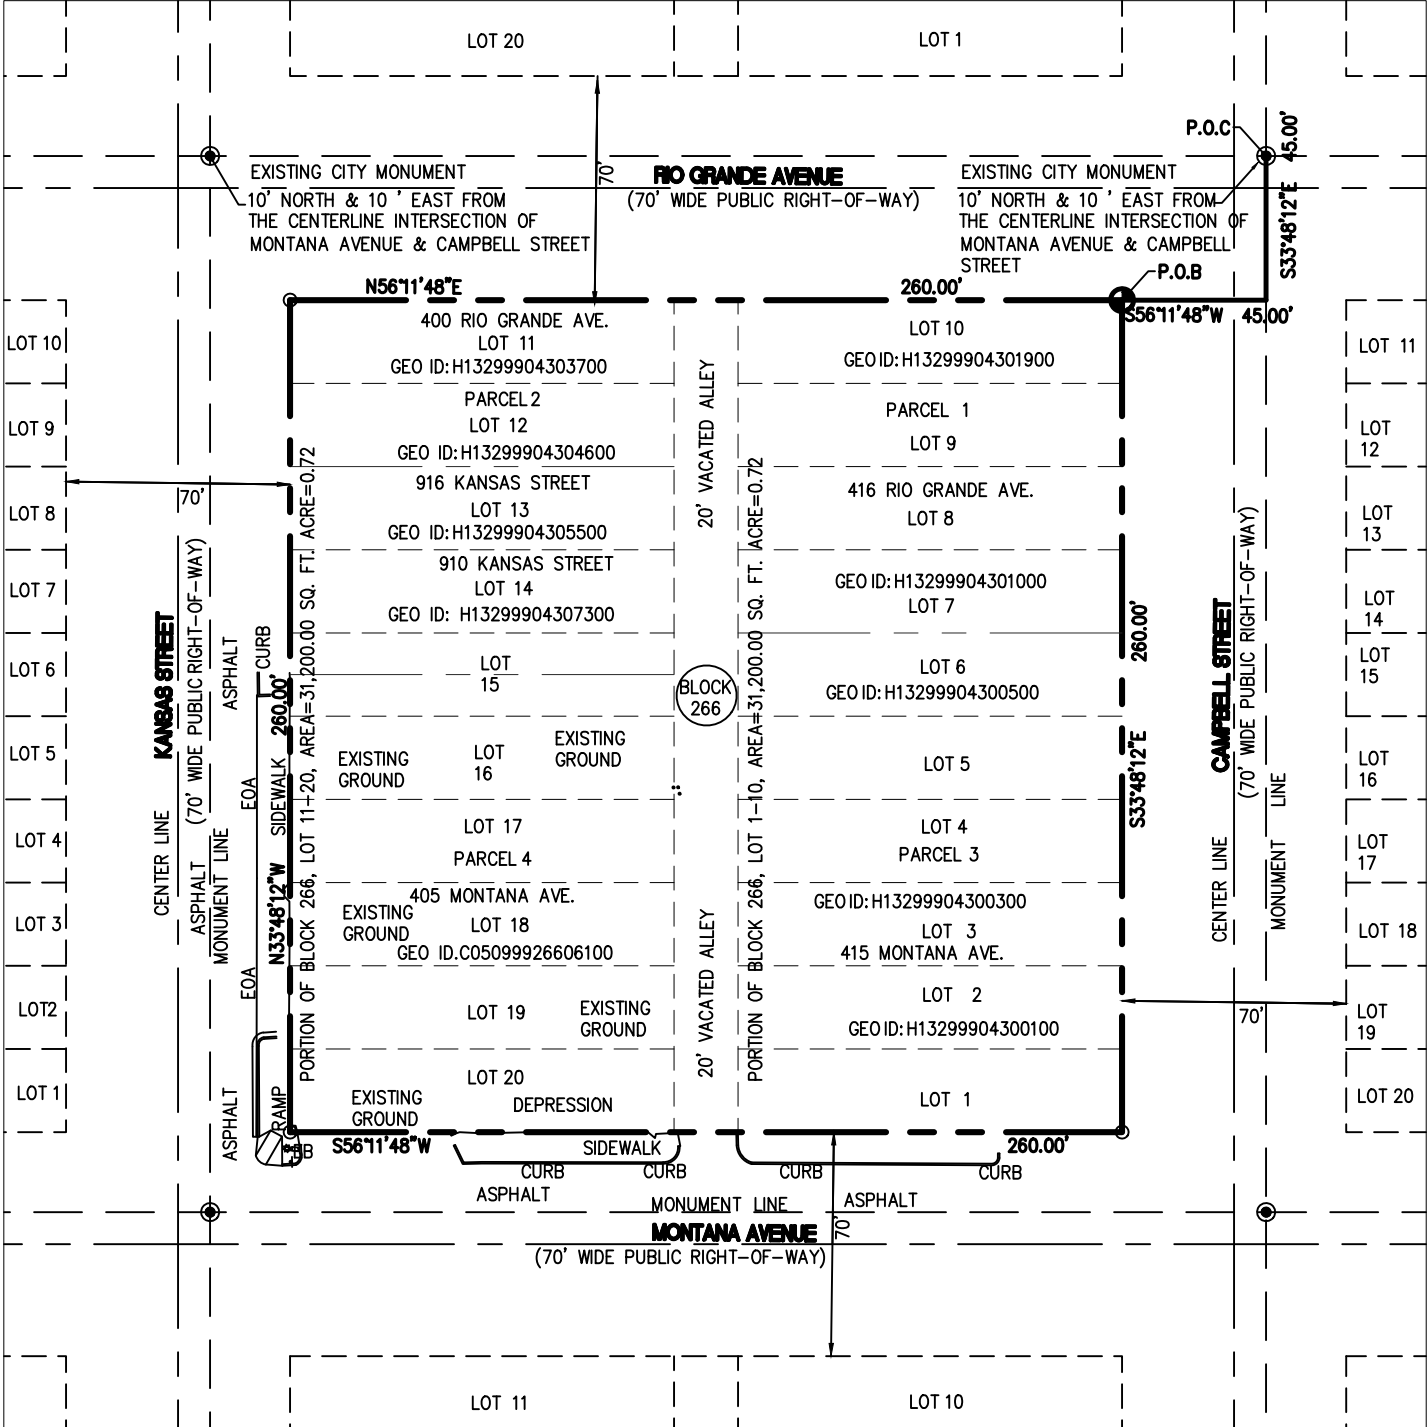 LOT 20
LOT 1
P.O.C
45.00'
S33°48'12"E
EXISTING CITY MONUMENT
10' NORTH & 10 ' EAST FROM
THE CENTERLINE INTERSECTION OF
MONTANA AVENUE & CAMPBELL STREET
70'
RIO GRANDE AVENUE
(70' WIDE PUBLIC RIGHT-OF-WAY)
EXISTING CITY MONUMENT
10' NORTH & 10 ' EAST FROM
THE CENTERLINE INTERSECTION OF
MONTANA AVENUE & CAMPBELL
STREET
P.O.B
N56°11'48"E
260.00'
S56°11'48"W
45.00'
LOT 10
LOT 9
LOT 8
LOT 7
LOT 6
LOT 5
LOT 4
LOT 3
LOT2
LOT 1
70'
KANSAS STREET
(70' WIDE PUBLIC RIGHT-OF-WAY)
CENTER LINE
ASPHALT
MONUMENT LINE
ASPHALT
CURB
EOA
EOA
SIDEWALK
260.00'
N33°48'12"W
ASPHALT
RAMP
BB
PORTION OF BLOCK 266, LOT 11-20, AREA=31,200.00 SQ. FT. ACRE=0.72
400 RIO GRANDE AVE.
LOT 11
GEO ID:H13299904303700
PARCEL 2
LOT 12
GEO ID:H13299904304600
916 KANSAS STREET
LOT 13
GEO ID:H13299904305500
910 KANSAS STREET
LOT 14
GEO ID: H13299904307300
LOT
15
EXISTING
GROUND
LOT
16
EXISTING
GROUND
LOT 17
PARCEL 4
405 MONTANA AVE.
EXISTING
GROUND
LOT 18
GEO ID.C05099926606100
LOT 19
EXISTING
GROUND
LOT 20
EXISTING
GROUND
DEPRESSION
20' VACATED ALLEY
BLOCK
266
20' VACATED ALLEY
PORTION OF BLOCK 266, LOT 1-10, AREA=31,200.00 SQ. FT. ACRE=0.72
LOT 10
GEO ID:H13299904301900
PARCEL 1
LOT 9
416 RIO GRANDE AVE.
LOT 8
GEO ID:H13299904301000
LOT 7
LOT 6
GEO ID:H13299904300500
LOT 5
LOT 4
PARCEL 3
GEO ID:H13299904300300
LOT 3
415 MONTANA AVE.
LOT 2
GEO ID:H13299904300100
LOT 1
260.00'
S33°48'12"E
CAMPBELL STREET
(70' WIDE PUBLIC RIGHT-OF-WAY)
CENTER LINE
MONUMENT LINE
70'
LOT 11
LOT
12
LOT
13
LOT
14
LOT
15
LOT
16
LOT
17
LOT 18
LOT
19
LOT 20
S56°11'48"W
SIDEWALK
260.00'
CURB
CURB
CURB
CURB
ASPHALT
MONUMENT LINE
ASPHALT
MONTANA AVENUE
(70' WIDE PUBLIC RIGHT-OF-WAY)
70'
LOT 11
LOT 10